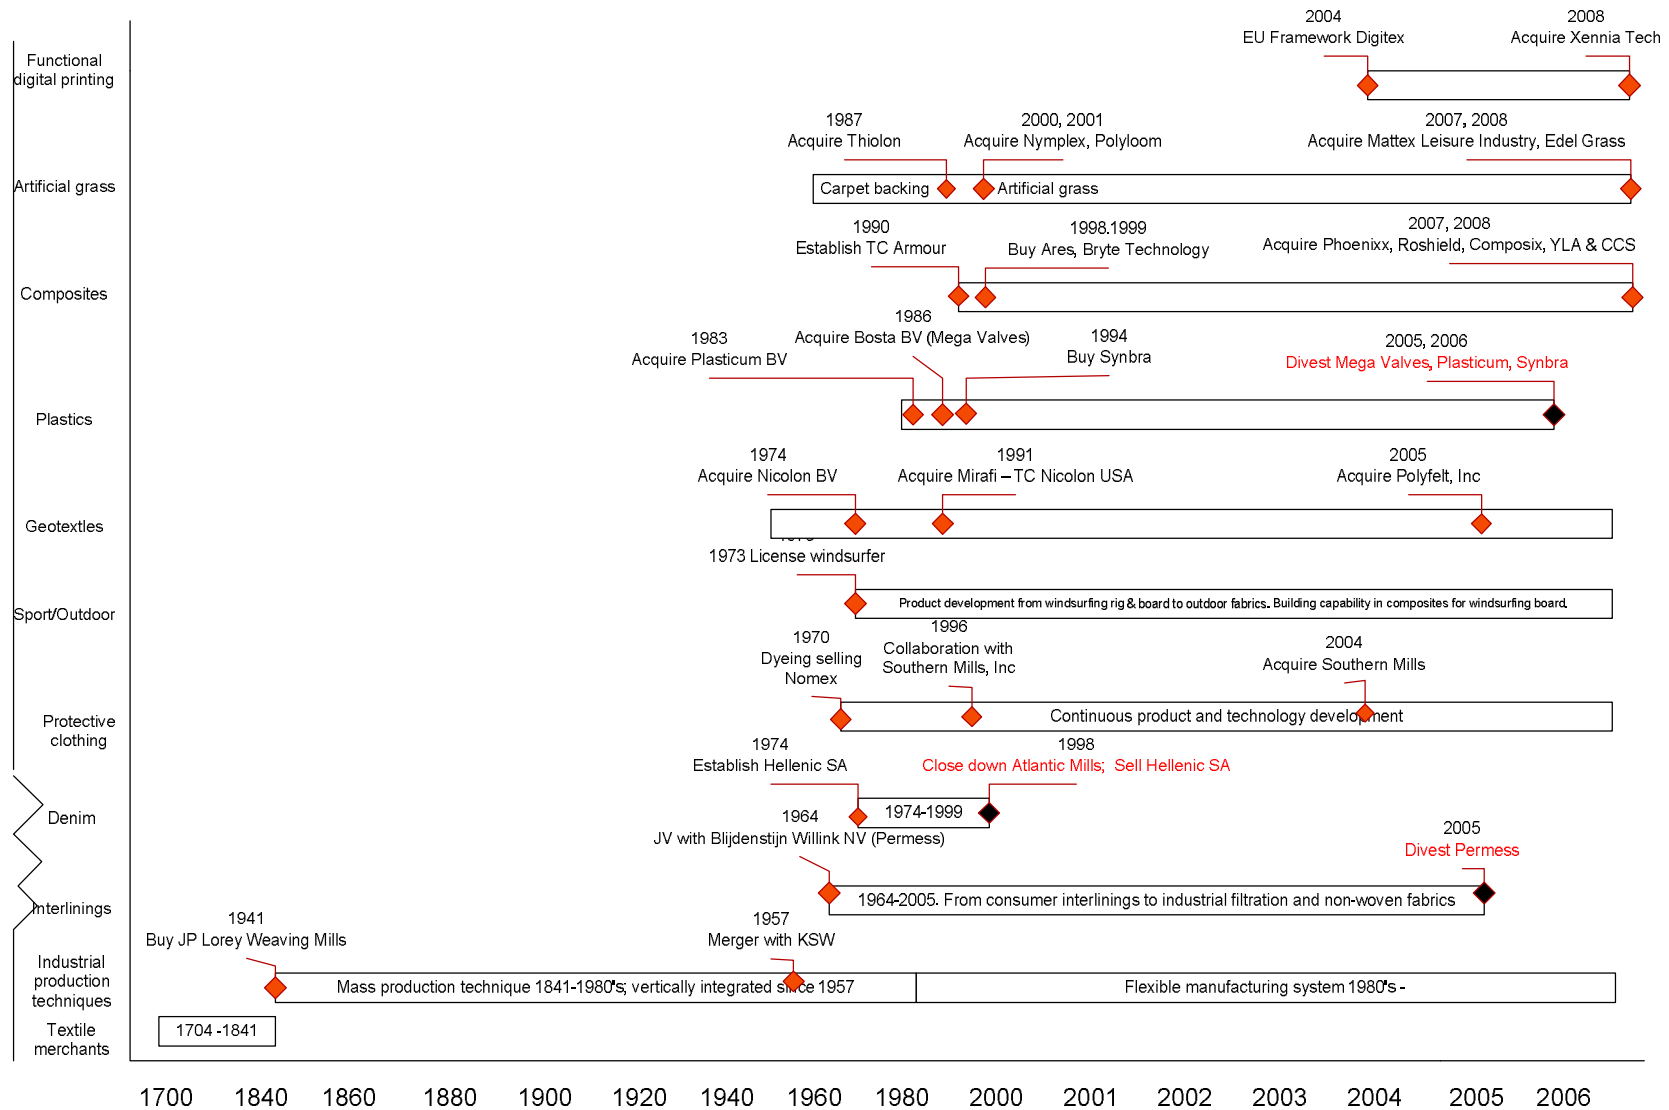 2004
EU Framework Digitex
2008
Acquire Xennia Tech
Functional
digital printing
1987
Acquire Thiolon
2000, 2001
Acquire Nymplex, Polyloom
2007, 2008
Acquire Mattex Leisure Industry, Edel Grass
Artificial grass
Carpet backing
Artificial grass
1990
Establish TC Armour
1998.1999
Buy Ares, Bryte Technology
2007, 2008
Acquire Phoenixx, Roshield, Composix, YLA & CCS
Composites
1983
Acquire Plasticum BV
1986
Acquire Bosta BV (Mega Valves)
1994
Buy Synbra
2005, 2006
Divest Mega Valves, Plasticum, Synbra
Plastics
1974
Acquire Nicolon BV
1991
Acquire Mirafi – TC Nicolon USA
2005
Acquire Polyfelt, Inc
Geotextles
1973 License windsurfer
Sport/Outdoor
Product development from windsurfing rig & board to outdoor fabrics. Building capability in composites for windsurfing board.
1970
Dyeing selling
Nomex
1996
Collaboration with
Southern Mills, Inc
2004
Acquire Southern Mills
Protective
clothing
Continuous product and technology development
1974
Establish Hellenic SA
1998
Close down Atlantic Mills; Sell Hellenic SA
Denim
1974-1999
1964
JV with Blijdenstijn Willink NV (Permess)
2005
Divest Permess
Interlinings
1964-2005. From consumer interlinings to industrial filtration and non-woven fabrics
1941
Buy JP Lorey Weaving Mills
1957
Merger with KSW
Industrial
production
techniques
Mass production technique 1841-1980's; vertically integrated since 1957
Flexible manufacturing system 1980's -
Textile
merchants
1704 -1841
1700 1840 1860 1880 1900 1920 1940 1960 1980 2000 2001 2002 2003 2004 2005 2006